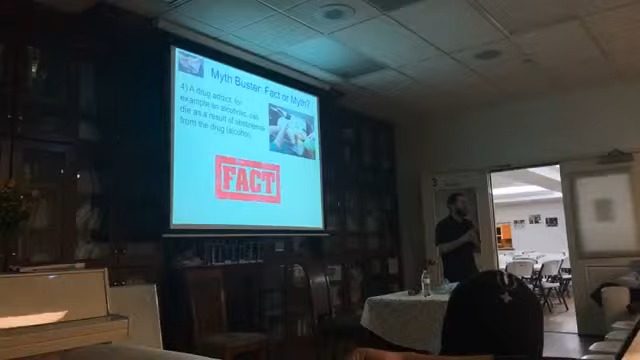 Myth Buster: Fact or Myth?
4) A drug addict, for
example an alcoholic, can
die as a result of abstinence
from the drug (alcohol)
FACT